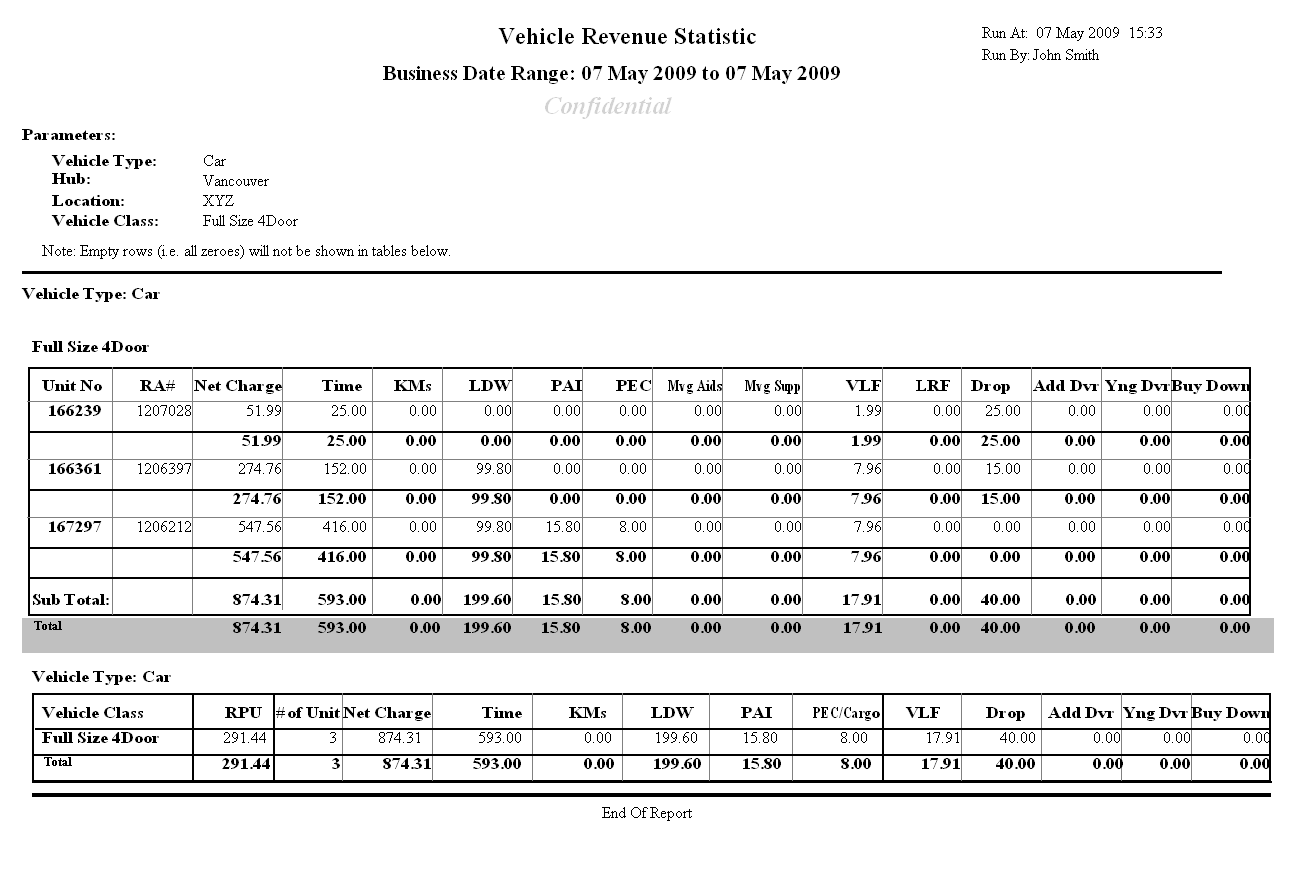 Vehicle Revenue Statistic
Run At: 07 May 2009 15:33
Run By: John Smith
Business Date Range: 07 May 2009 to 07 May 2009
Confidential
Parameters:
Vehicle Type: Car
Hub: Vancouver
Location: XYZ
Vehicle Class: Full Size 4Door
Note: Empty rows (i.e. all zeroes) will not be shown in tables below.
Vehicle Type: Car
Full Size 4Door
Unit No RA# Net Charge Time KMs LDW PAI PEC Mvg Aids Mvg Supp VLF LRF Drop Add Dvr Yng Dvr Buy Down
166239 1207028 51.99 25.00 0.00 0.00 0.00 0.00 0.00 0.00 1.99 0.00 25.00 0.00 0.00 0.00
51.99 25.00 0.00 0.00 0.00 0.00 0.00 0.00 1.99 0.00 25.00 0.00 0.00 0.00
166361 1206397 274.76 152.00 0.00 99.80 0.00 0.00 0.00 0.00 7.96 0.00 15.00 0.00 0.00 0.00
274.76 152.00 0.00 99.80 0.00 0.00 0.00 0.00 7.96 0.00 15.00 0.00 0.00 0.00
167297 1206212 547.56 416.00 0.00 99.80 15.80 8.00 0.00 0.00 7.96 0.00 0.00 0.00 0.00 0.00
547.56 416.00 0.00 99.80 15.80 8.00 0.00 0.00 7.96 0.00 0.00 0.00 0.00 0.00
Sub Total: 874.31 593.00 0.00 199.60 15.80 8.00 0.00 0.00 17.91 0.00 40.00 0.00 0.00 0.00
Total 874.31 593.00 0.00 199.60 15.80 8.00 0.00 0.00 17.91 0.00 40.00 0.00 0.00 0.00
Vehicle Type: Car
Vehicle Class RPU # of Unit Net Charge Time KMs LDW PAI PEC/Cargo VLF Drop Add Dvr Yng Dvr Buy Down
Full Size 4Door 291.44 3 874.31 593.00 0.00 199.60 15.80 8.00 17.91 40.00 0.00 0.00 0.00
Total 291.44 3 874.31 593.00 0.00 199.60 15.80 8.00 17.91 40.00 0.00 0.00 0.00
End Of Report